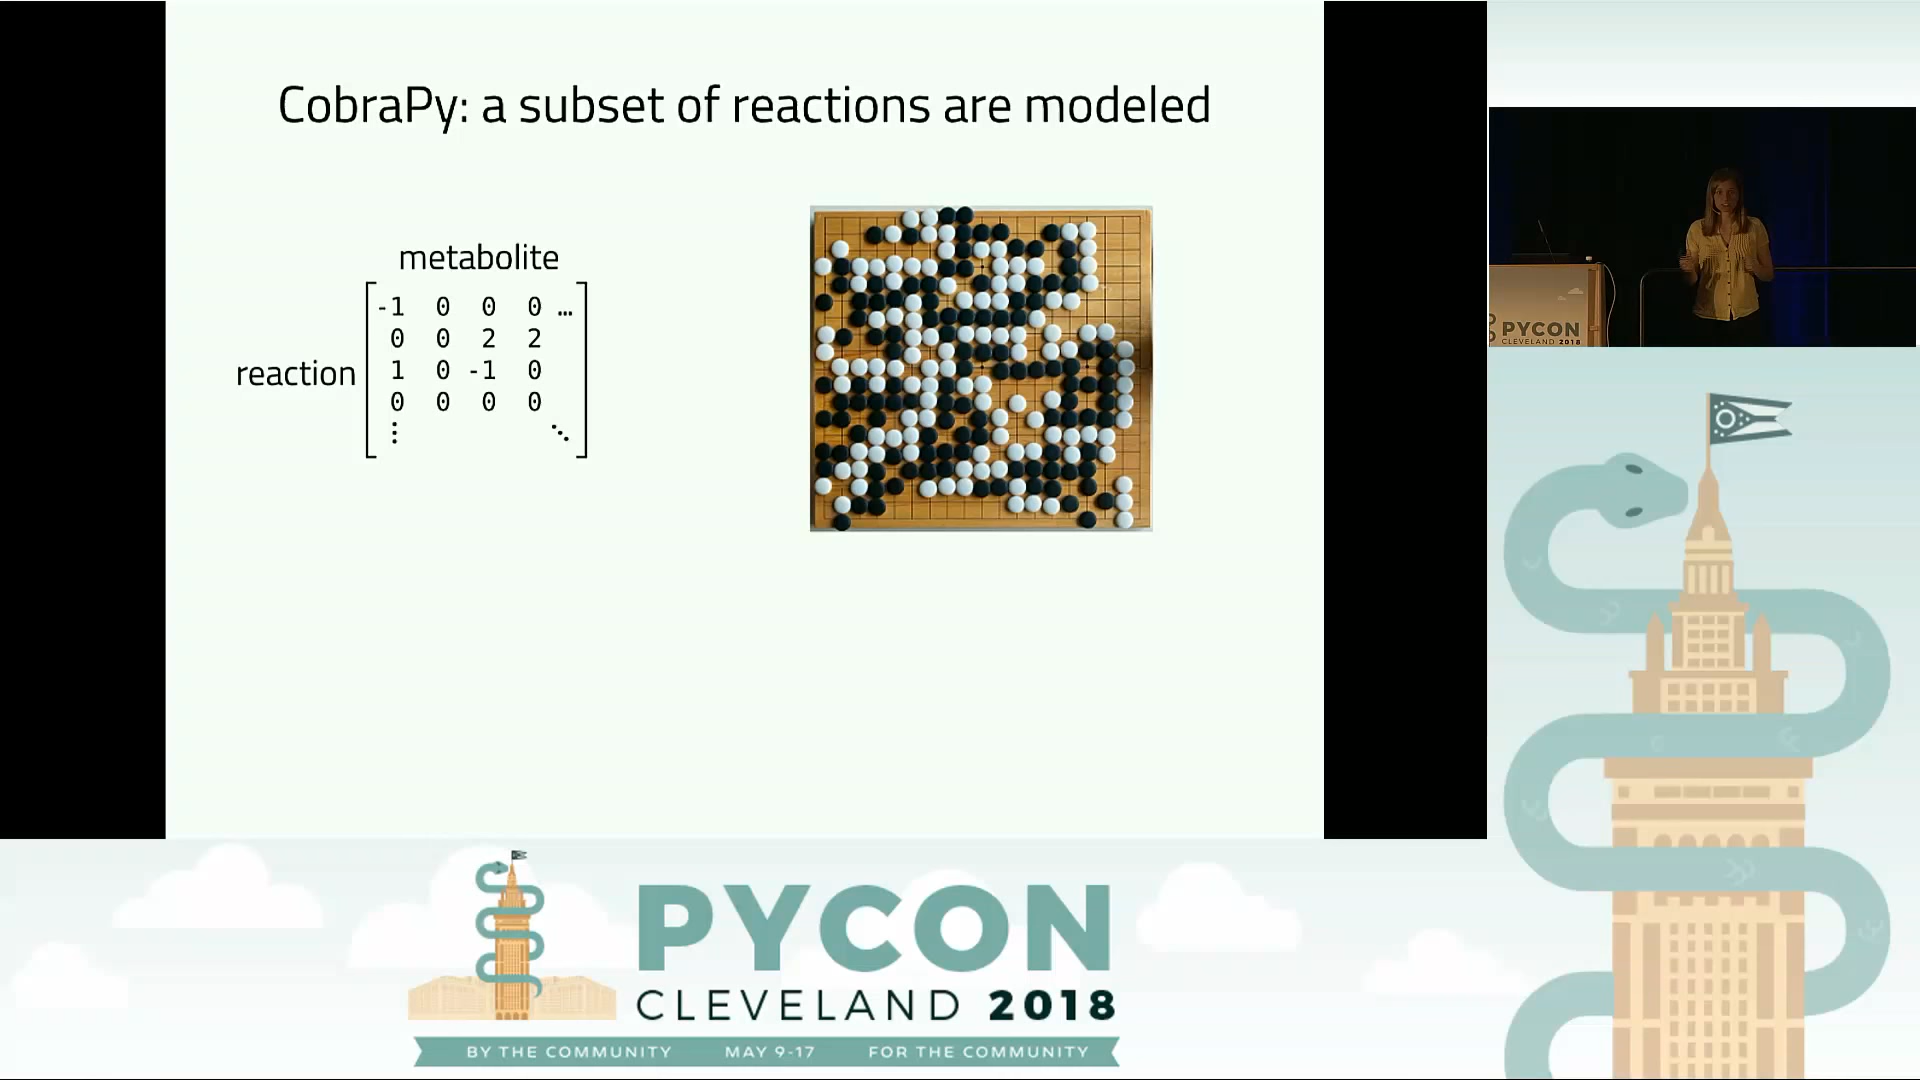 CobraPy: a subset of reactions are modeled
metabolite
reaction
-1 0 0 0 …
0 0 2 2
1 0 -1 0
0 0 0 0
⋮ ⋱
PYCON
CLEVELAND 2018
PYCON
CLEVELAND 2018
BY THE COMMUNITY MAY 9-17 FOR THE COMMUNITY